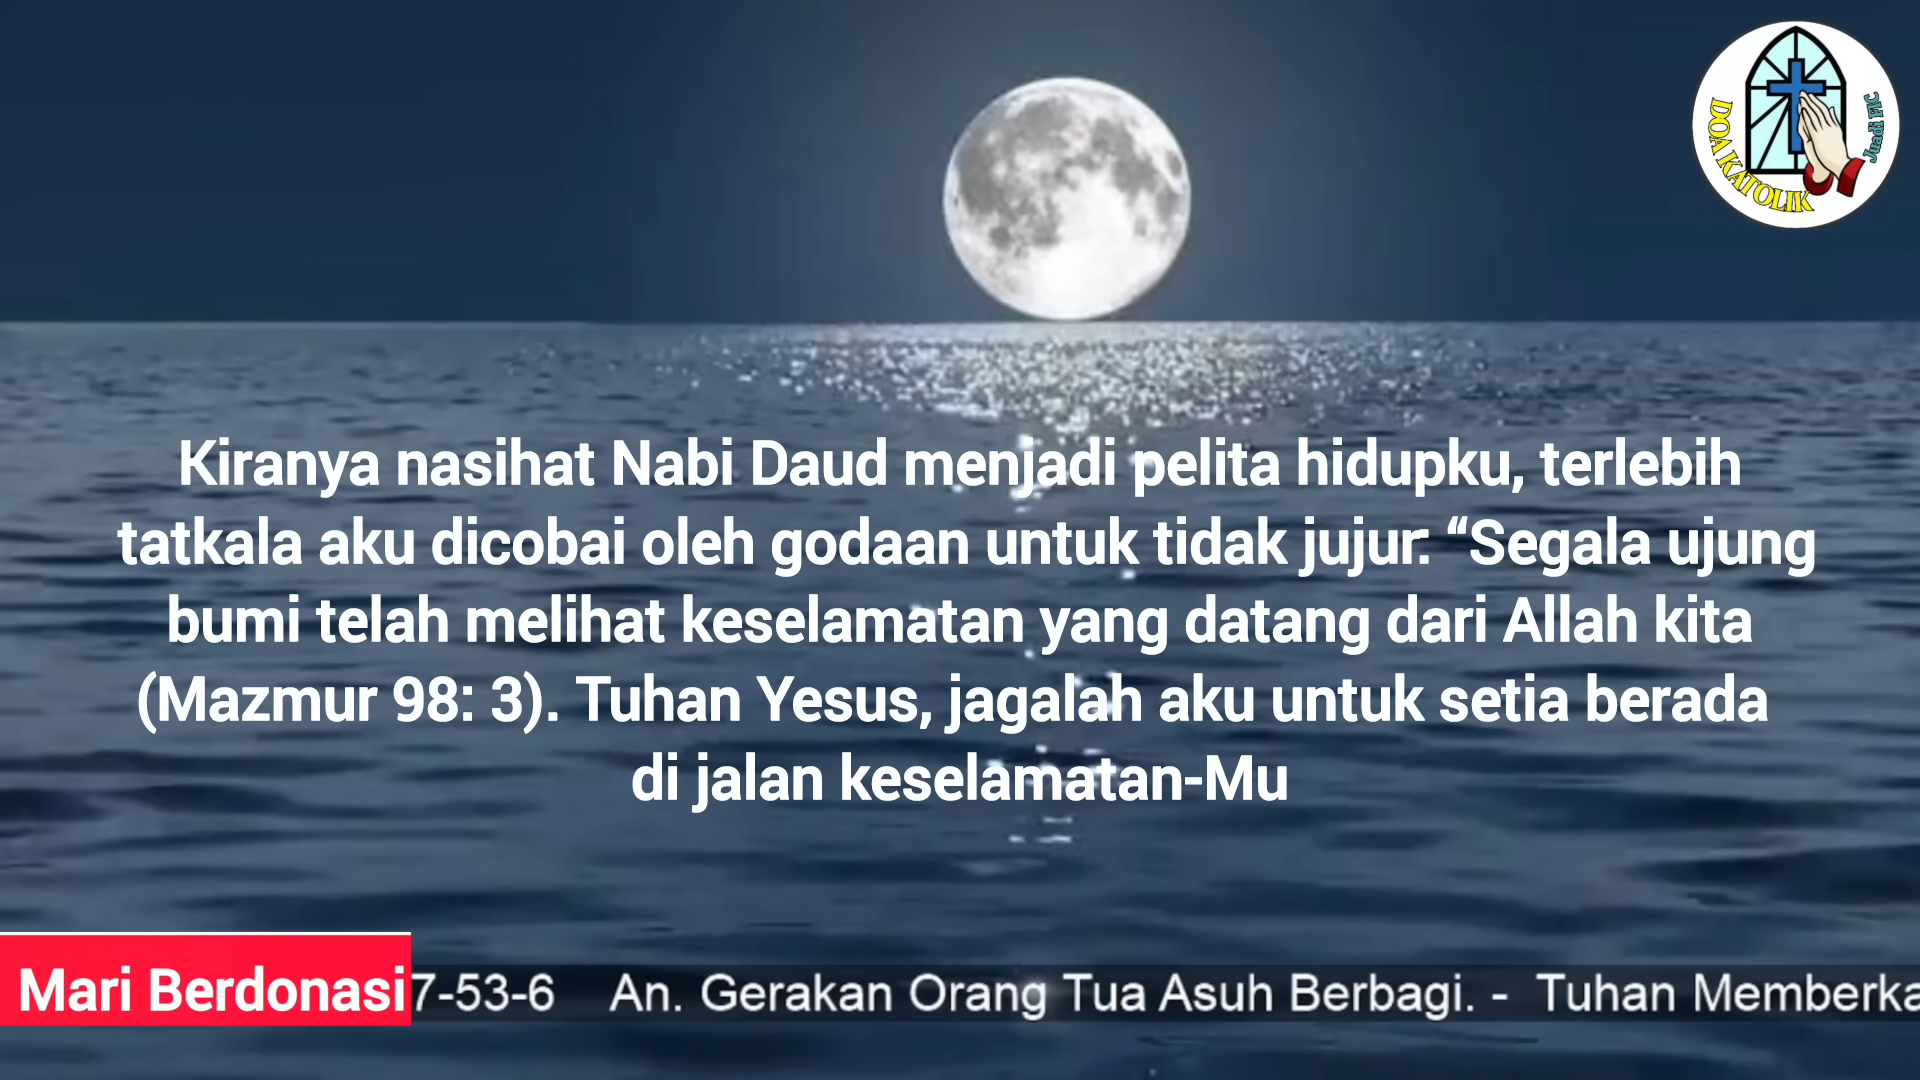 DOA KATOLIK
Juadi FIC
Kiranya nasihat Nabi Daud menjadi pelita hidupku, terlebih
tatkala aku dicobai oleh godaan untuk tidak jujur: “Segala ujung
bumi telah melihat keselamatan yang datang dari Allah kita
(Mazmur 98: 3). Tuhan Yesus, jagalah aku untuk setia berada
di jalan keselamatan-Mu
Mari Berdonasi 7-53-6 An. Gerakan Orang Tua Asuh Berbagi. - Tuhan Memberka